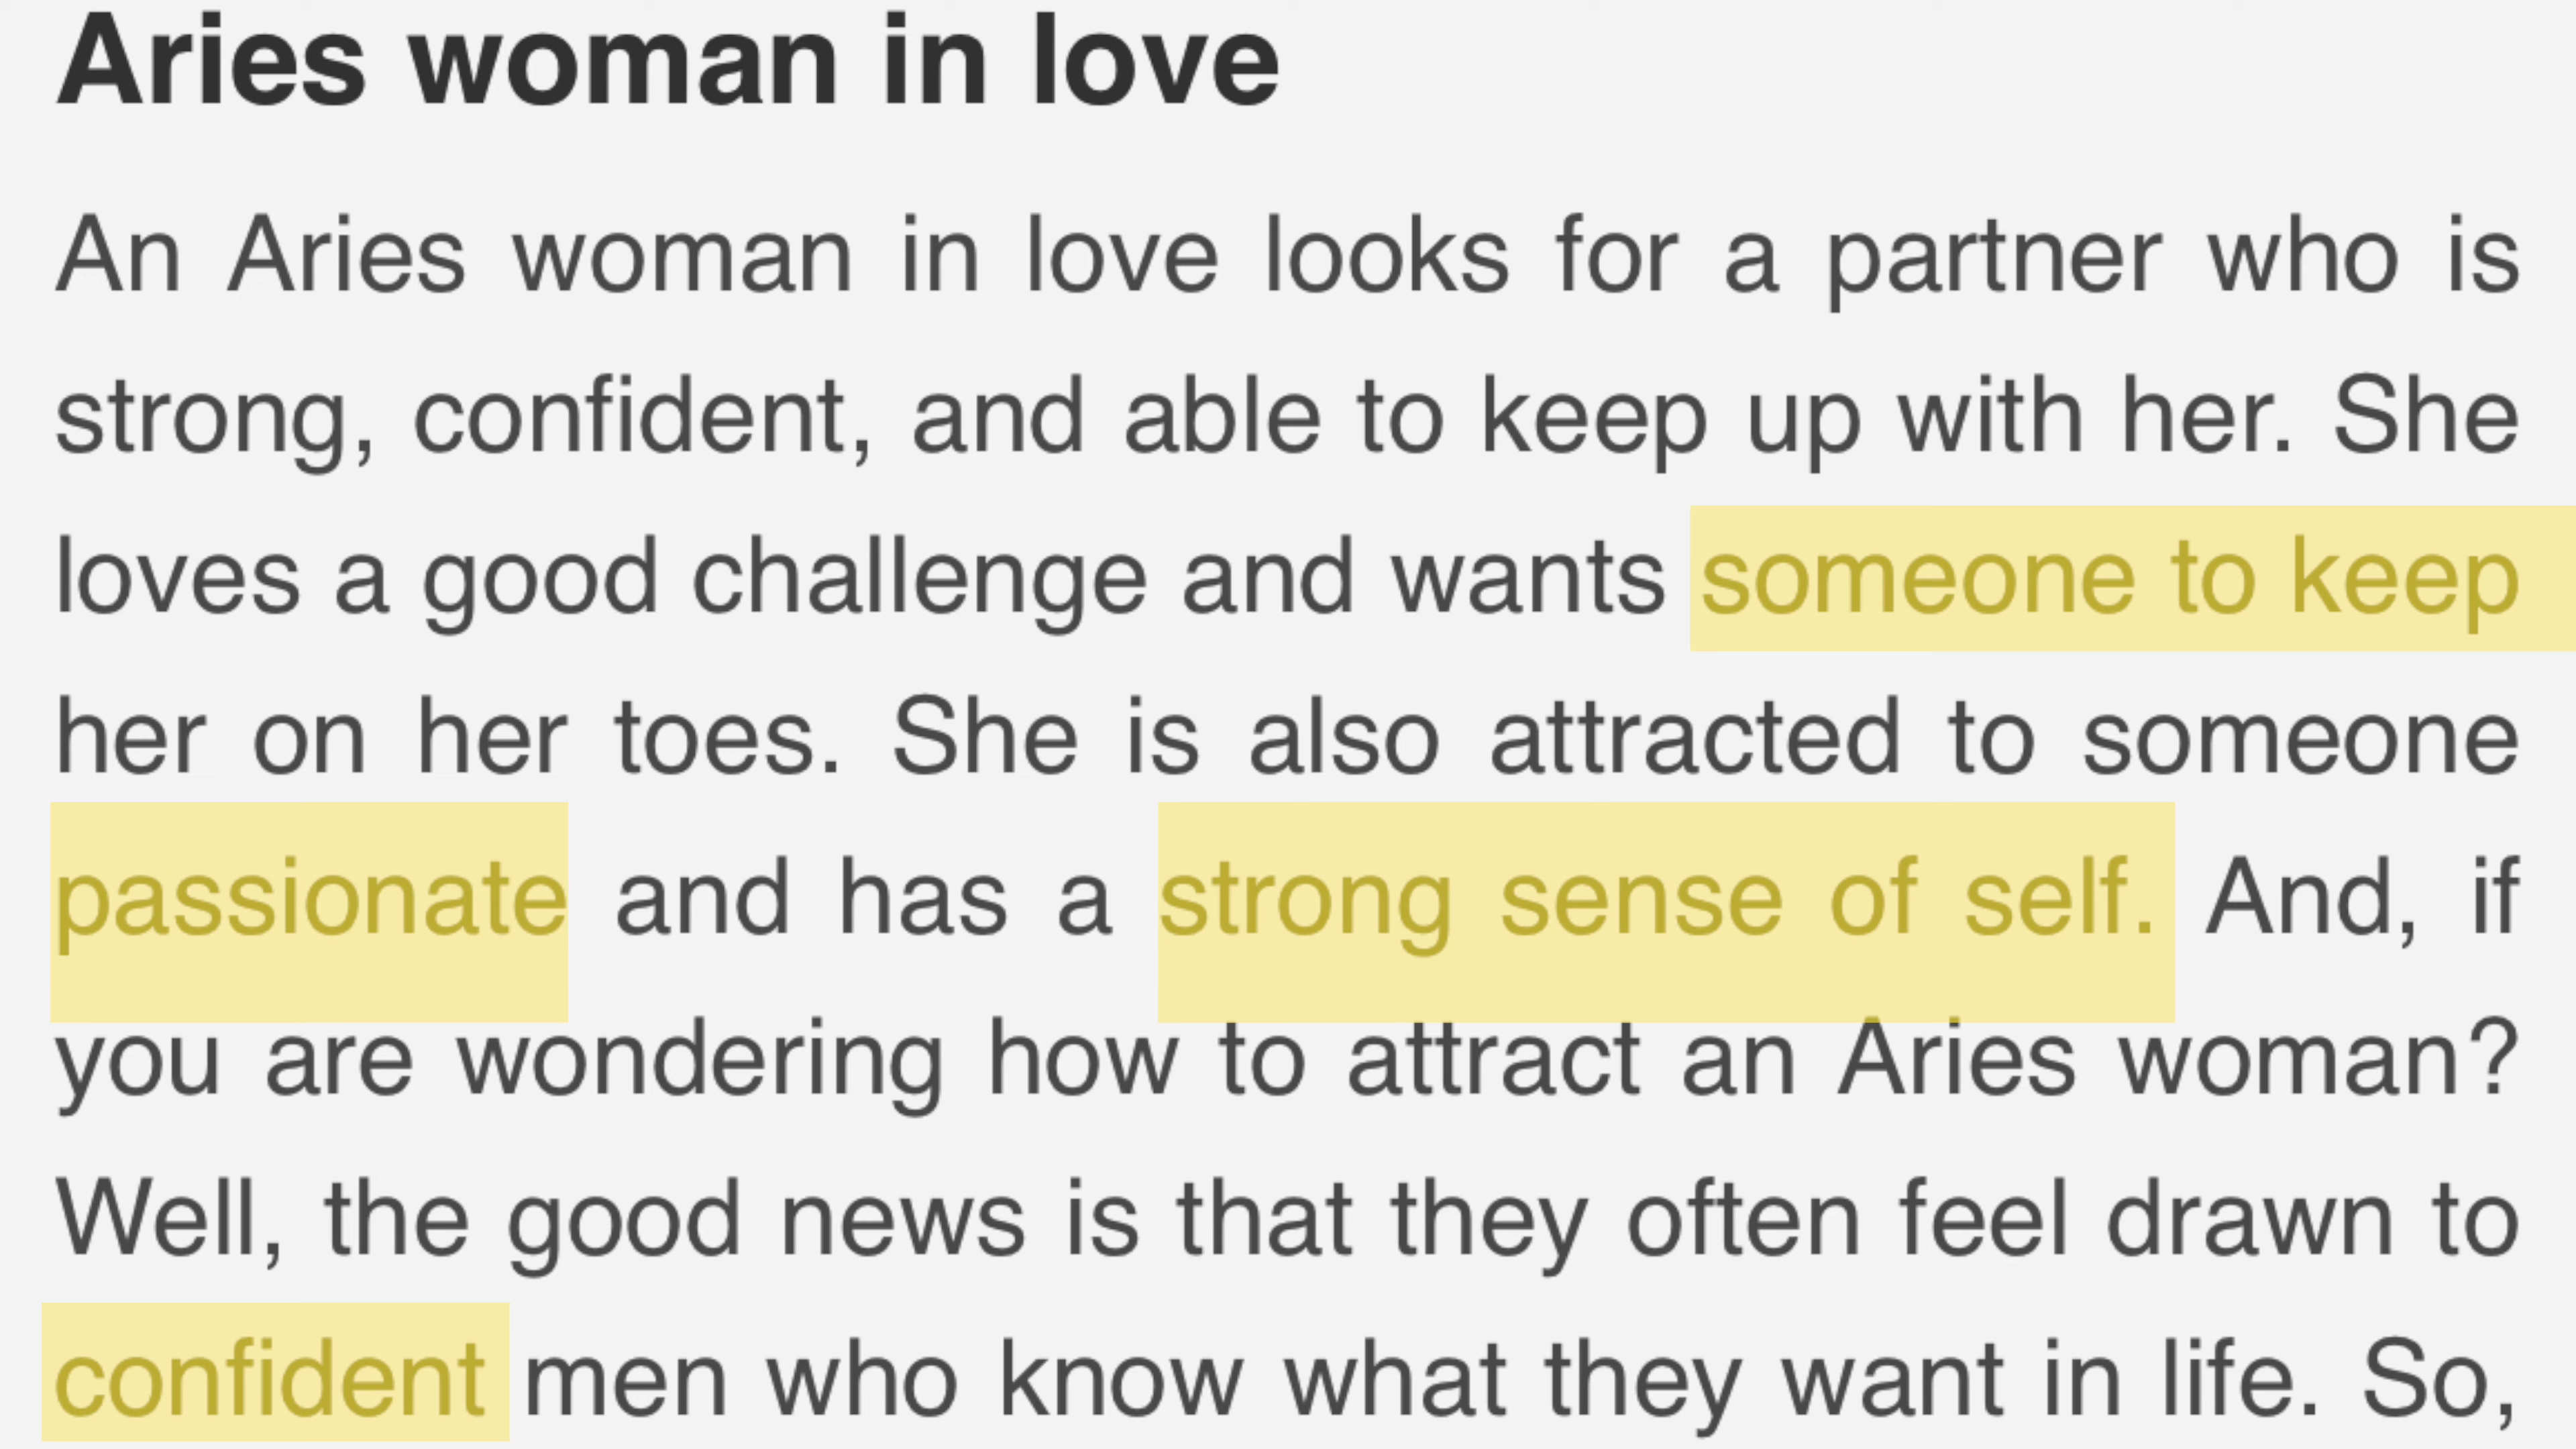 Aries woman in love
An Aries woman in love looks for a partner who is
strong, confident, and able to keep up with her. She
loves a good challenge and wants someone to keep
her on her toes. She is also attracted to someone
passionate and has a strong sense of self. And, if
you are wondering how to attract an Aries woman?
Well, the good news is that they often feel drawn to
confident men who know what they want in life. So,